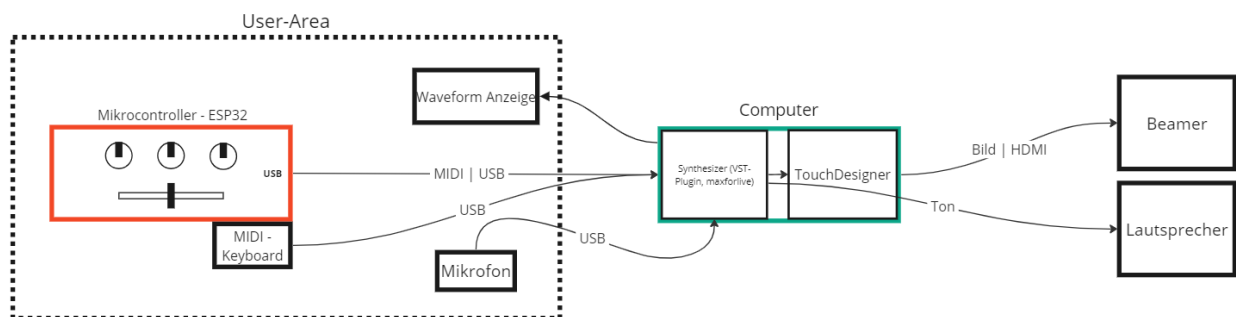 User-Area
Mikrocontroller - ESP32
USB
MIDI -
Keyboard
Waveform Anzeige
Mikrofon
MIDI | USB
USB
USB
Computer
Synthesizer (VST-
Plugin, maxforlive)
TouchDesigner
Bild | HDMI
Ton
Beamer
Lautsprecher